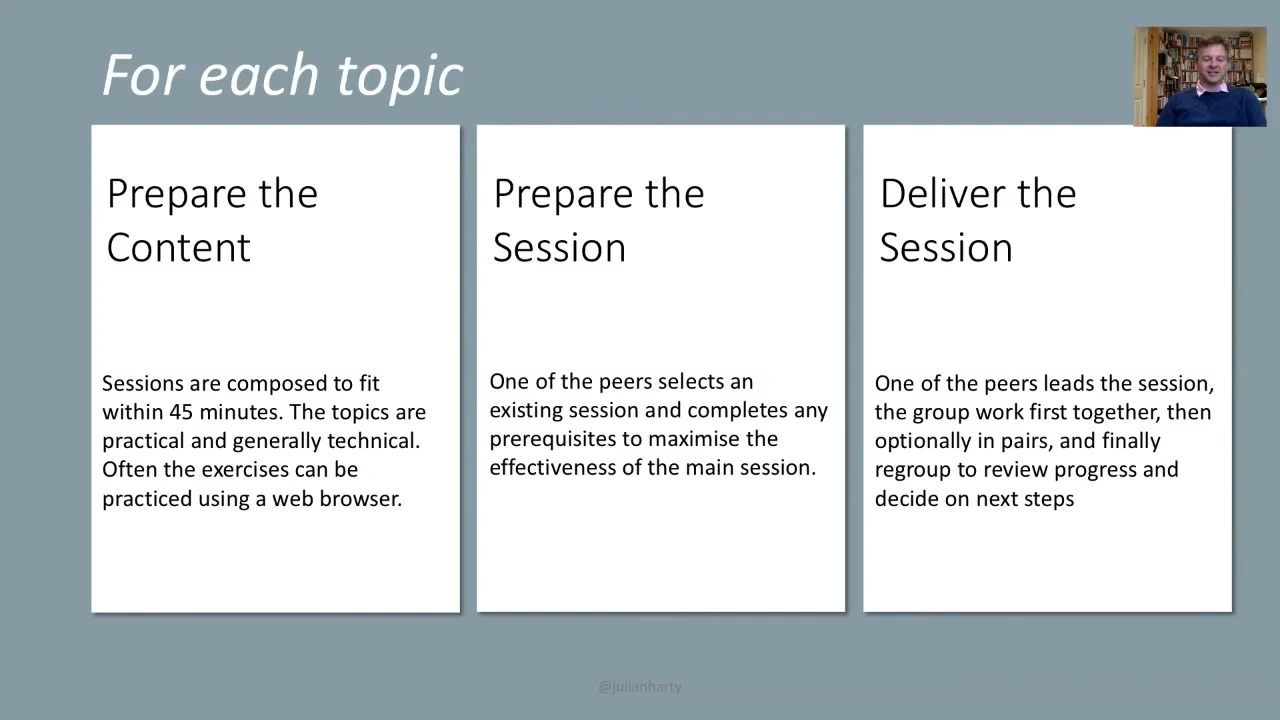 For each topic
Prepare the
Content
Sessions are composed to fit
within 45 minutes. The topics are
practical and generally technical.
Often the exercises can be
practiced using a web browser.
Prepare the
Session
One of the peers selects an
existing session and completes any
prerequisites to maximise the
effectiveness of the main session.
Deliver the
Session
One of the peers leads the session,
the group work first together, then
optionally in pairs, and finally
regroup to review progress and
decide on next steps
@julianharty